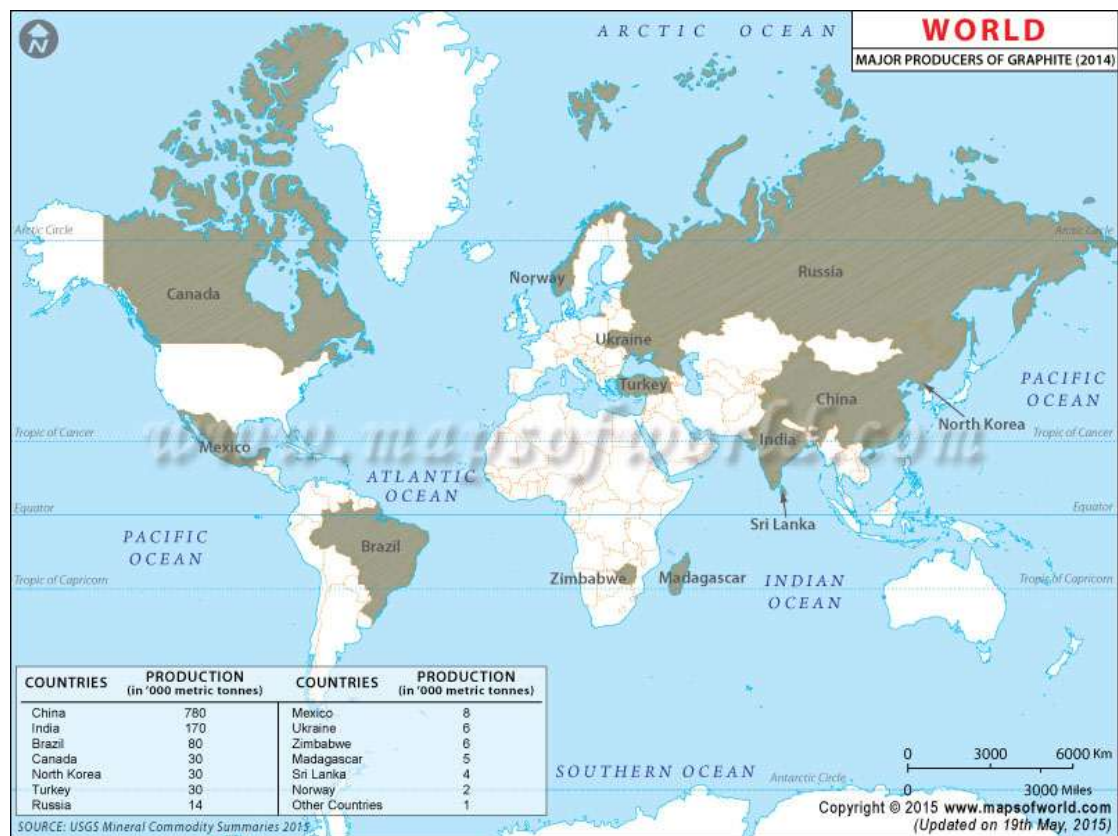 N
WORLD
MAJOR PRODUCERS OF GRAPHITE (2014)
ARCTIC OCEAN
Arctic Circle
Arctic Circle
Canada
Norway
Russia
Ukraine
Turkey
China
North Korea
PACIFIC
OCEAN
Tropic of Cancer
Tropic of Cancer
Mexico
India
www.mapsofworld.com
ATLANTIC
OCEAN
Equator
Equator
Sri Lanka
PACIFIC
OCEAN
Brazil
Zimbabwe
Madagascar
INDIAN
OCEAN
Tropic of Capricorn
Tropic of Capricorn
COUNTRIES PRODUCTION (in '000 metric tonnes) COUNTRIES PRODUCTION (in '000 metric tonnes)
China 780 Mexico 8
India 170 Ukraine 6
Brazil 80 Zimbabwe 6
Canada 30 Madagascar 5
North Korea 30 Sri Lanka 4
Turkey 30 Norway 2
Russia 14 Other Countries 1
SOURCE: USGS Mineral Commodity Summaries 2015
SOUTHERN OCEAN
Antarctic Circle
0 3000 6000 Km
0 3000 Miles
Copyright © 2015 www.mapsofworld.com
(Updated on 19th May, 2015)